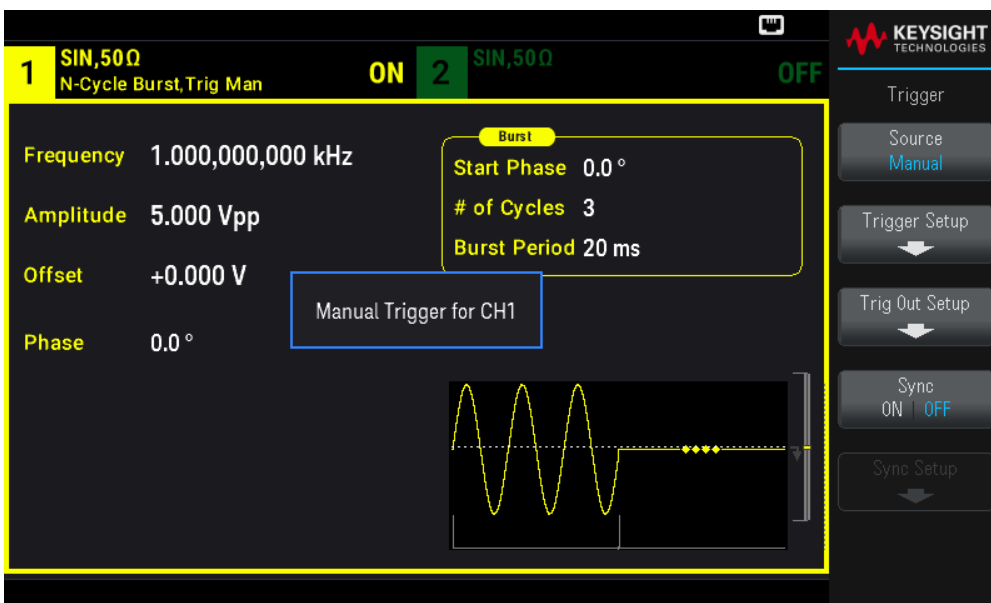 KEYSIGHT
TECHNOLOGIES
1
SIN,50Ω
N-Cycle Burst,Trig Man
ON
2
SIN,50Ω
OFF
Trigger
Frequency 1.000,000,000 kHz
Amplitude 5.000 Vpp
Offset +0.000 V
Phase 0.0 °
Burst
Start Phase 0.0 °
# of Cycles 3
Burst Period 20 ms
Manual Trigger for CH1
Source
Manual
Trigger Setup
Trig Out Setup
Sync
ON | OFF
Sync Setup